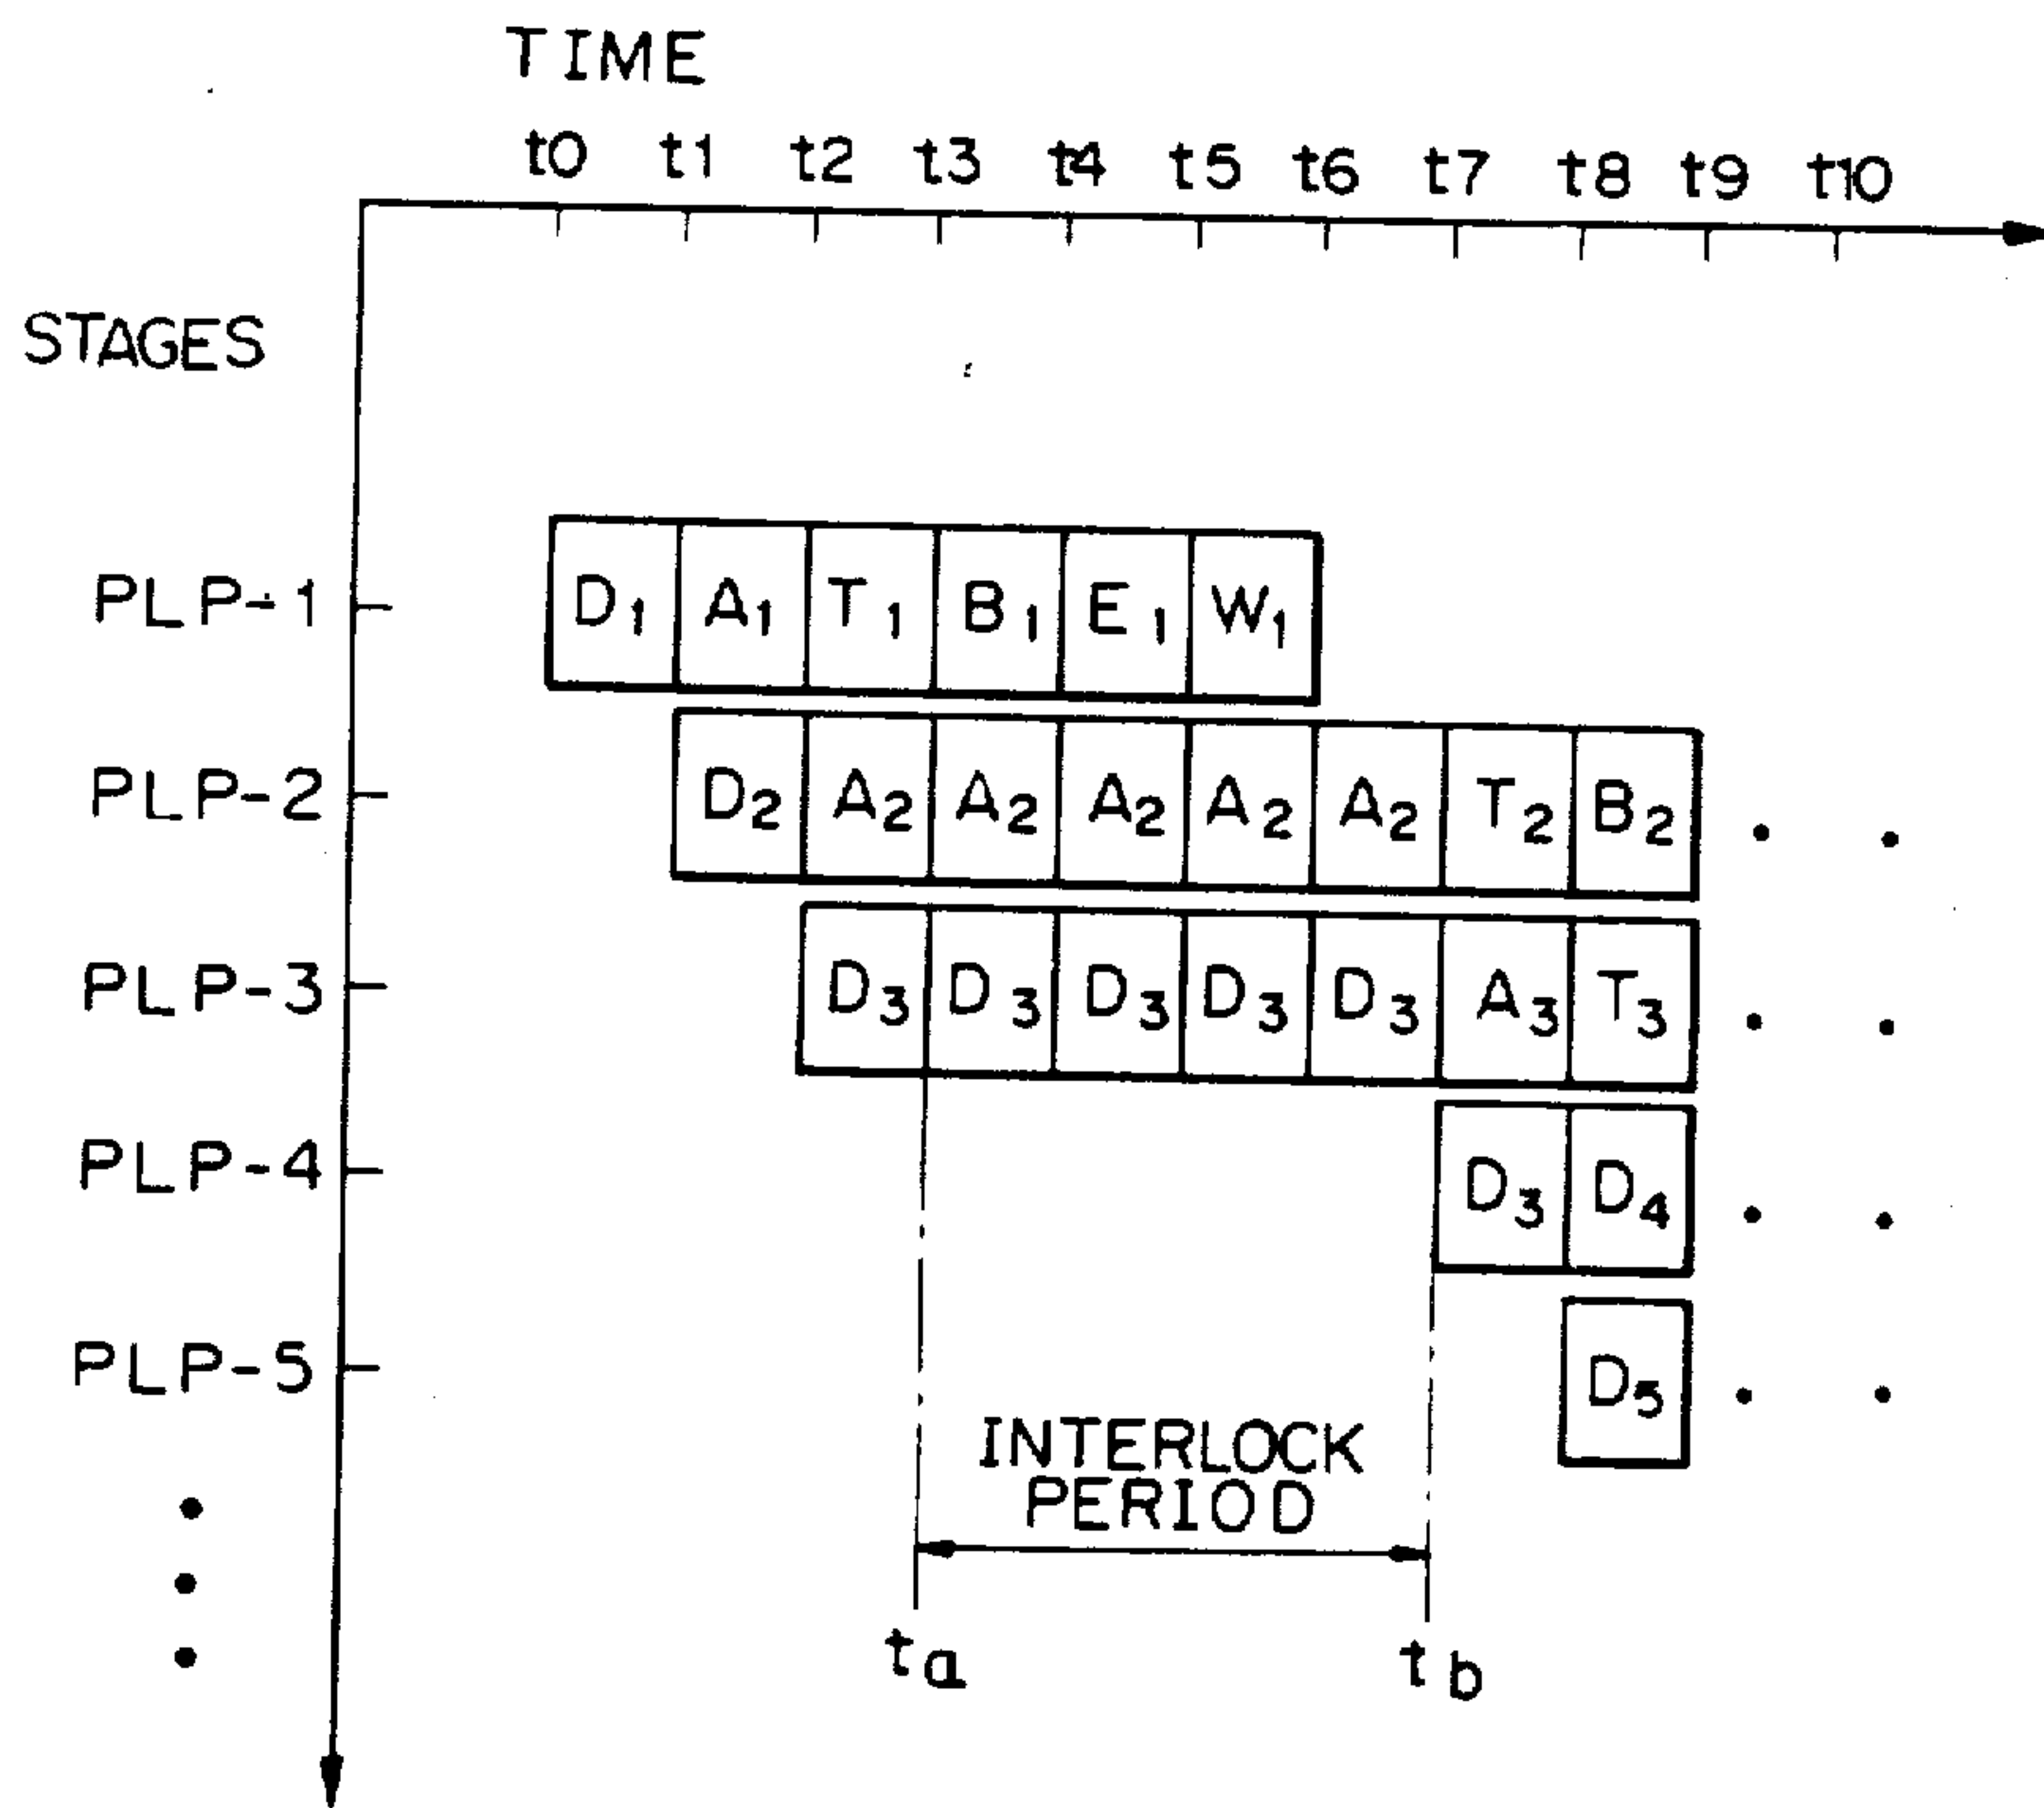 TIME
t0 t1 t2 t3 t4 t5 t6 t7 t8 t9 t10
STAGES
PLP-1 D1 A1 T1 B1 E1 W1
PLP-2 D2 A2 A2 A2 A2 A2 T2 B2
PLP-3 D3 D3 D3 D3 D3 A3 T3
PLP-4 D3 D4
PLP-5 D5
INTERLOCK
PERIOD
ta tb